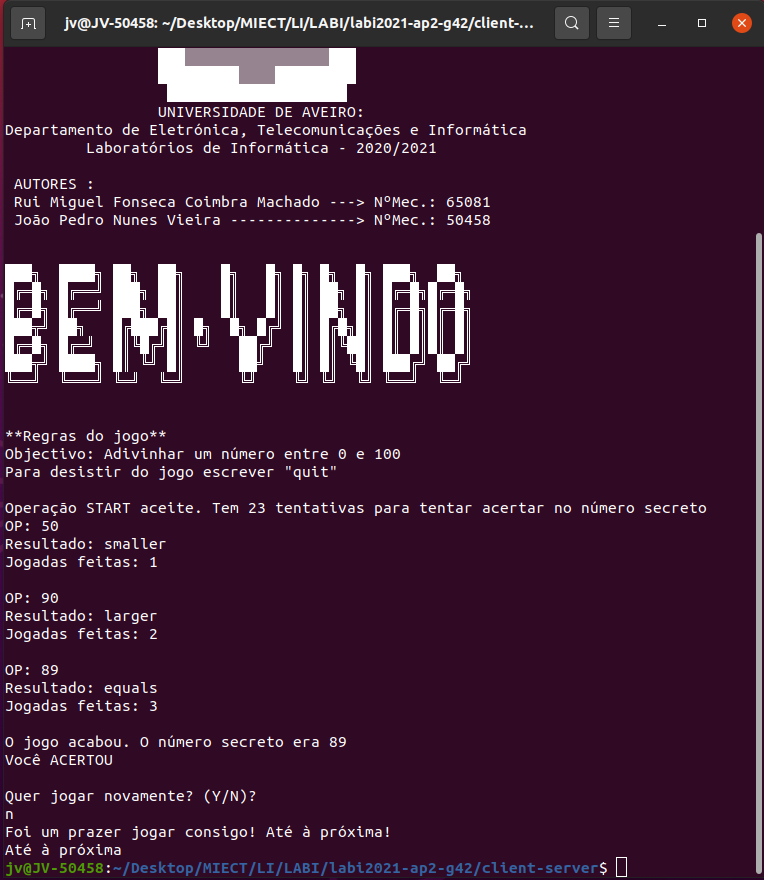 jv@JV-50458: ~/Desktop/MIECT/LI/LABI/labi2021-ap2-g42/client-...
UNIVERSIDADE DE AVEIRO:
Departamento de Eletrónica, Telecomunicações e Informática
Laboratórios de Informática - 2020/2021
AUTORES :
Rui Miguel Fonseca Coimbra Machado ---> NºMec.: 65081
João Pedro Nunes Vieira --------------> NºMec.: 50458
BEM-VINDO
**Regras do jogo**
Objectivo: Adivinhar um número entre 0 e 100
Para desistir do jogo escrever "quit"
Operação START aceite. Tem 23 tentativas para tentar acertar no número secreto
OP: 50
Resultado: smaller
Jogadas feitas: 1
OP: 90
Resultado: larger
Jogadas feitas: 2
OP: 89
Resultado: equals
Jogadas feitas: 3
O jogo acabou. O número secreto era 89
Você ACERTOU
Quer jogar novamente? (Y/N)?
n
Foi um prazer jogar consigo! Até à próxima!
Até à próxima
jv@JV-50458:~/Desktop/MIECT/LI/LABI/labi2021-ap2-g42/client-server$